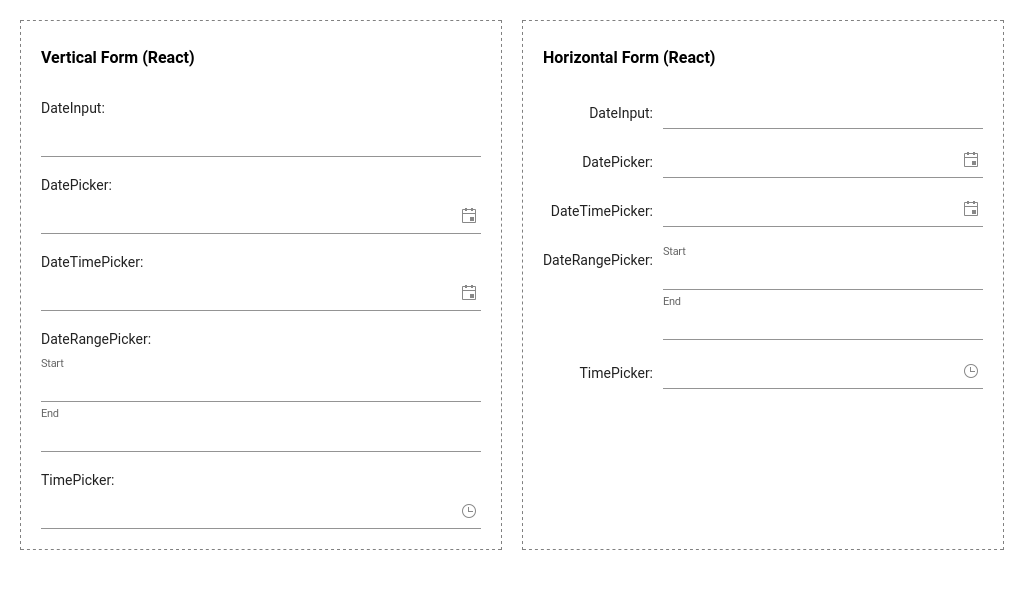 Vertical Form (React)
DateInput:
DatePicker:
DateTimePicker:
DateRangePicker:
Start
End
TimePicker:
Horizontal Form (React)
DateInput:
DatePicker:
DateTimePicker:
DateRangePicker:
Start
End
TimePicker: